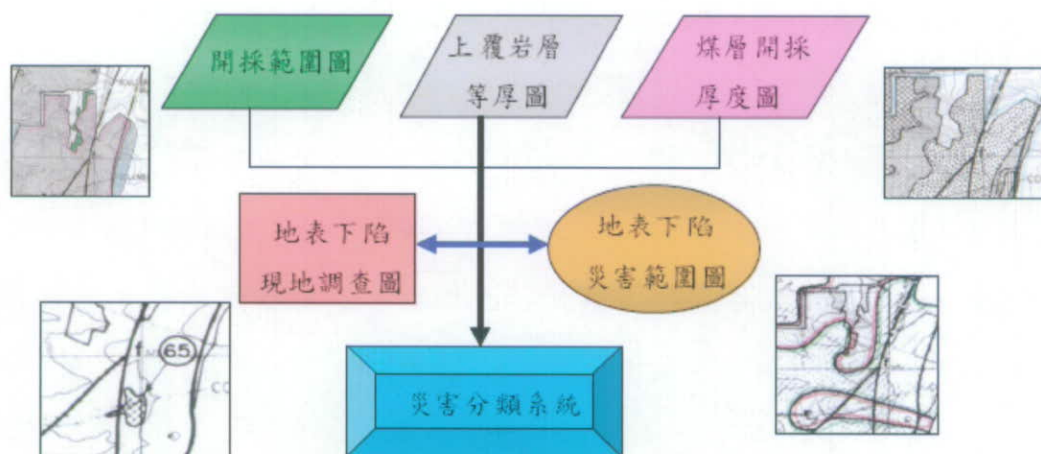 開採範圍圖
上覆岩層
等厚圖
煤層開採
厚度圖
地表下陷
現地調查圖
地表下陷
災害範圍圖
65
災害分類系統